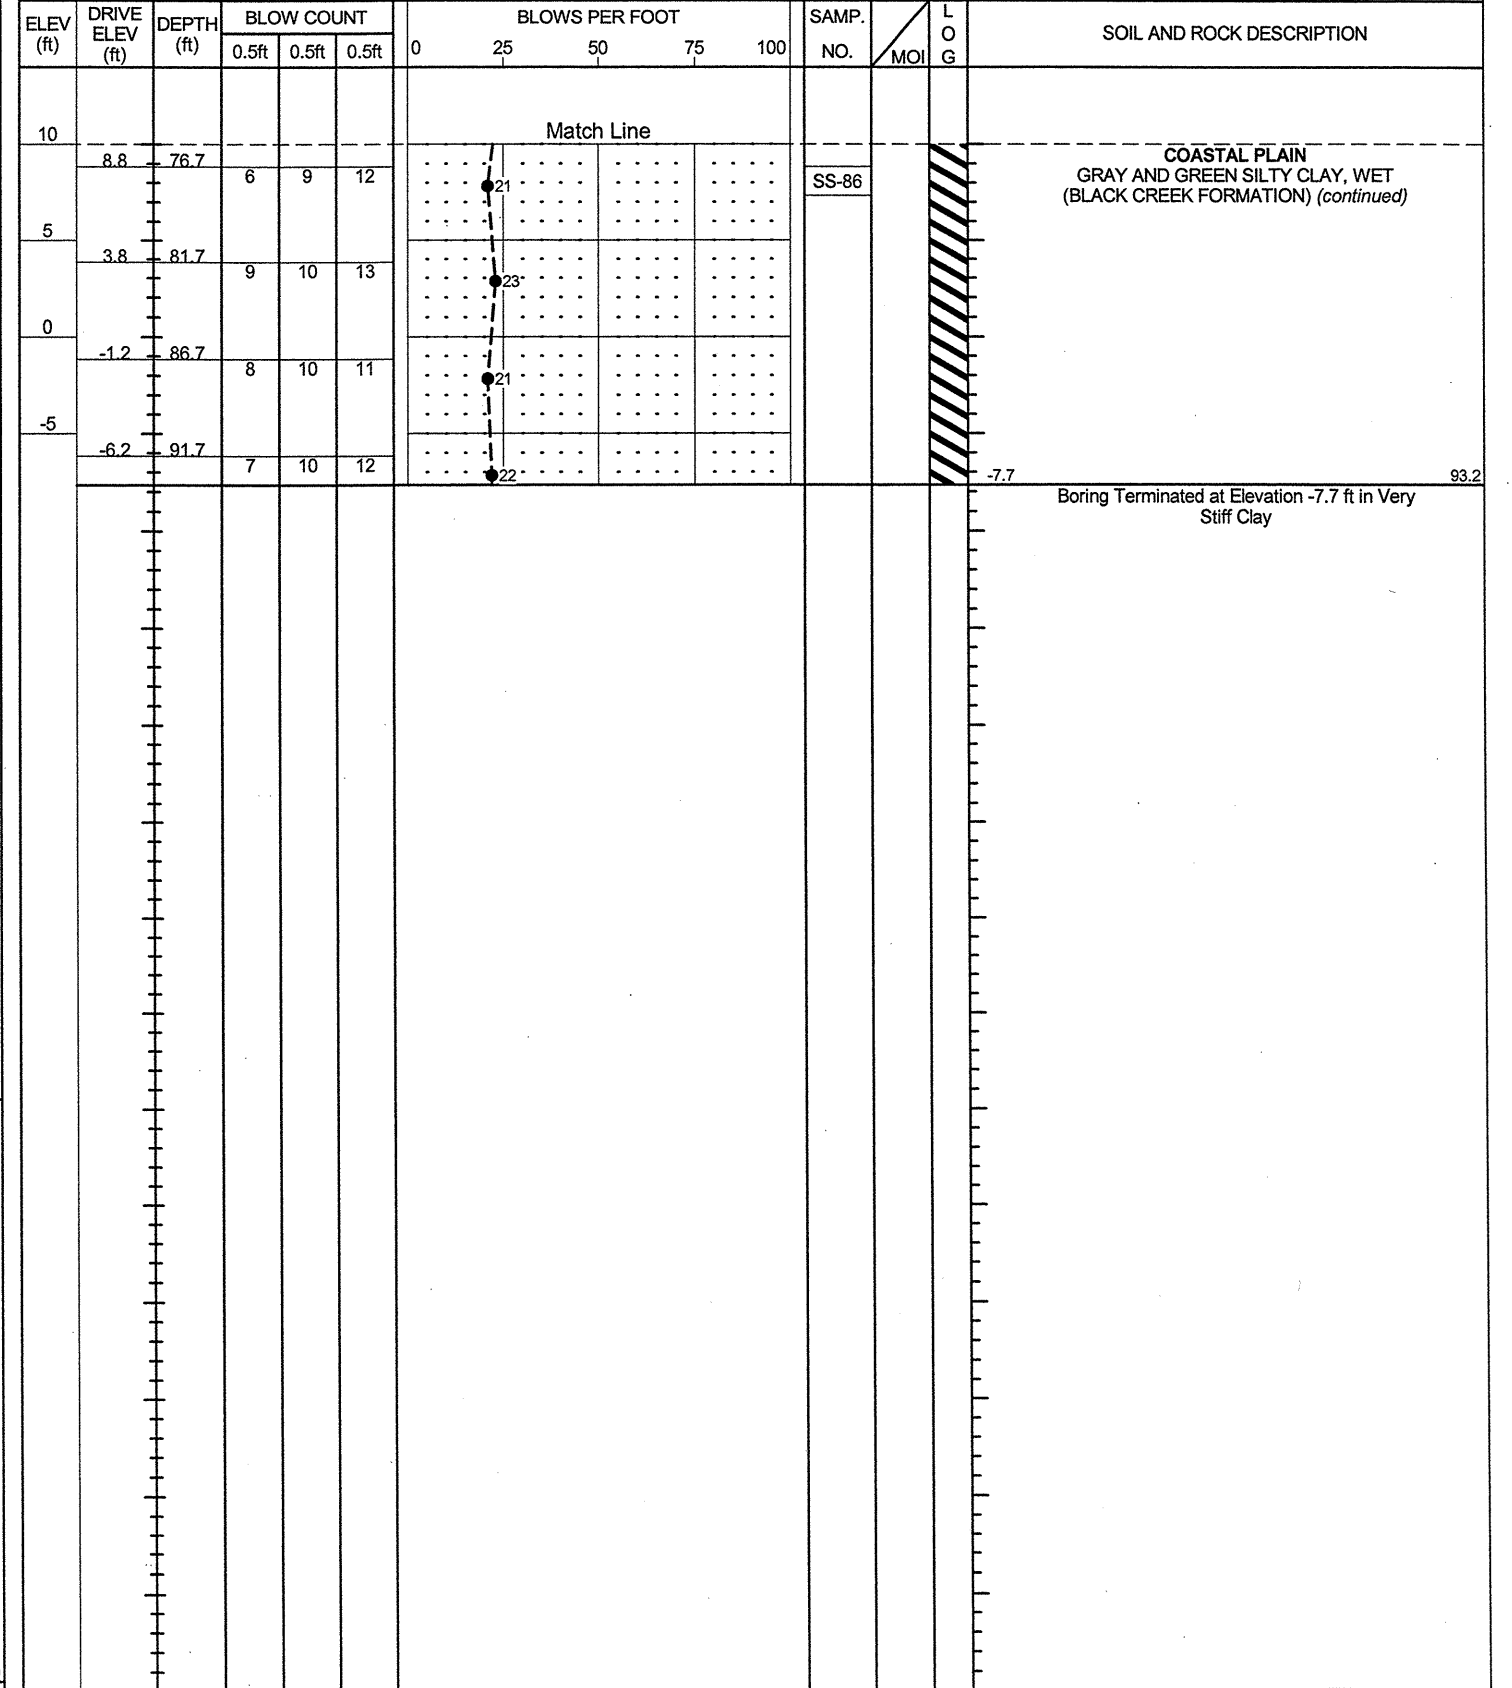 ELEV (ft) DRIVE ELEV (ft) DEPTH (ft) BLOW COUNT BLOWS PER FOOT SAMP. NO. MOI LOG SOIL AND ROCK DESCRIPTION
0.5ft 0.5ft 0.5ft 0 25 50 75 100
10 Match Line
8.8 76.7 6 9 12 21 SS-86
COASTAL PLAIN
GRAY AND GREEN SILTY CLAY, WET
(BLACK CREEK FORMATION) (continued)
5
3.8 81.7 9 10 13 23
0
-1.2 86.7 8 10 11 21
-5
-6.2 91.7 7 10 12 22
-7.7 93.2
Boring Terminated at Elevation -7.7 ft in Very
Stiff Clay